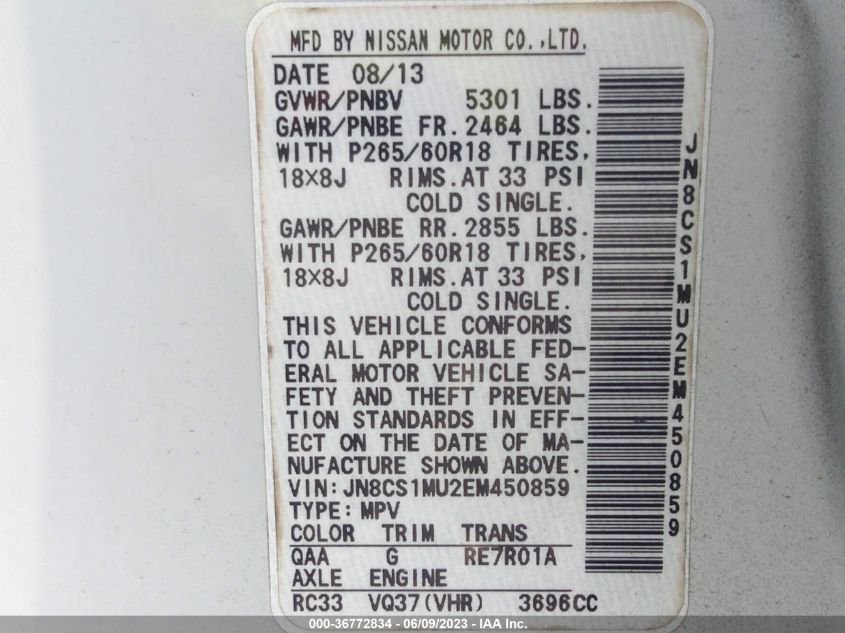 MFD BY NISSAN MOTOR CO.,LTD.
DATE 08/13
GVWR/PNBV 5301 LBS.
GAWR/PNBE FR. 2464 LBS.
WITH P265/60R18 TIRES,
18×8J RIMS.AT 33 PSI
COLD SINGLE.
GAWR/PNBE RR. 2855 LBS.
WITH P265/60R18 TIRES,
18×8J RIMS.AT 33 PSI
COLD SINGLE.
THIS VEHICLE CONFORMS
TO ALL APPLICABLE FED-
ERAL MOTOR VEHICLE SA-
FETY AND THEFT PREVEN-
TION STANDARDS IN EFF-
ECT ON THE DATE OF MA-
NUFACTURE SHOWN ABOVE.
VIN:JN8CS1MU2EM450859
TYPE:MPV
COLOR TRIM TRANS
QAA G RE7R01A
AXLE ENGINE
RC33 VQ37(VHR) 3696CC
JN8CS1MU2EM450859
000-36772834 - 06/09/2023 - IAA Inc.